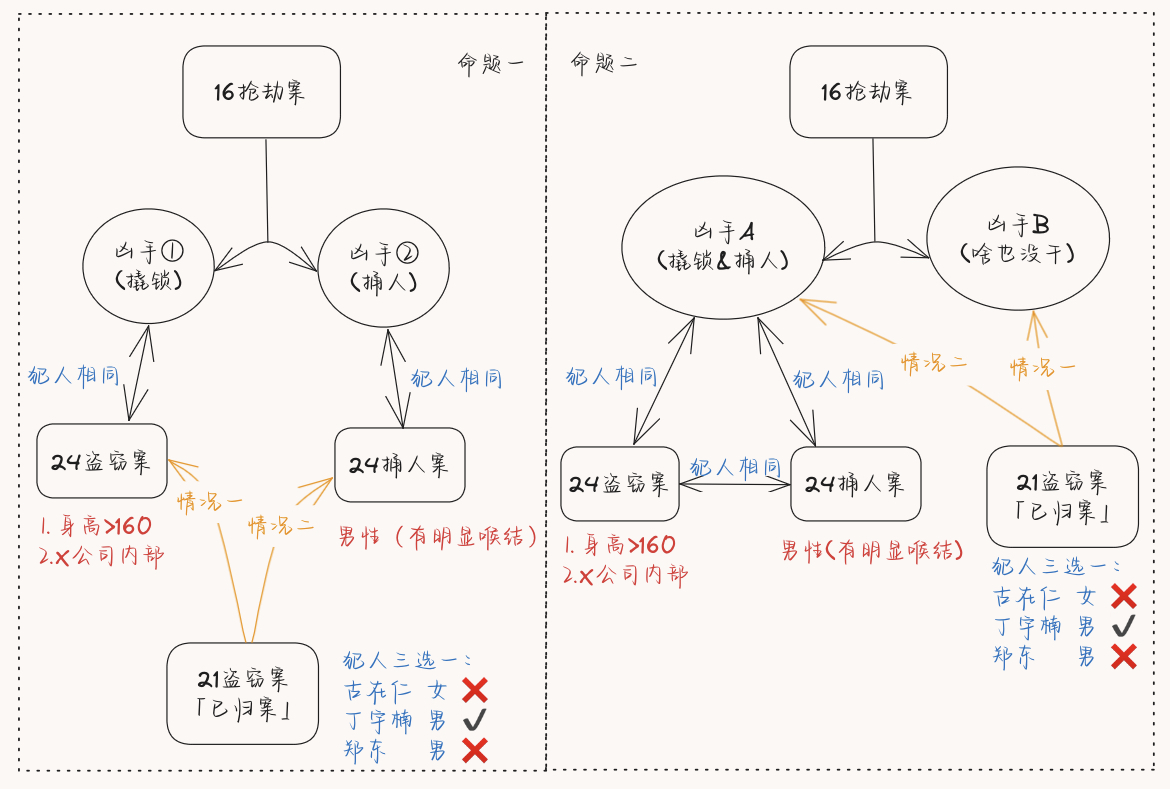 命题一
16抢劫案
凶手①
(撬锁)
凶手②
(捅人)
犯人相同
犯人相同
24盗窃案
24捅人案
情况一
情况二
1. 身高>160
2.X公司内部
男性（有明显喉结）
21盗窃案
「已归案」
犯人三选一：
古在仁 女 ❌
丁宇楠 男 ✔
郑东 男 ❌
命题二
16抢劫案
凶手A
(撬锁&捅人)
凶手B
(啥也没干)
情况二
情况一
犯人相同
犯人相同
24盗窃案
犯人相同
24捅人案
21盗窃案
「已归案」
1. 身高>160
2.X公司内部
男性(有明显喉结)
犯人三选一：
古在仁 女 ❌
丁宇楠 男 ✔
郑东 男 ❌